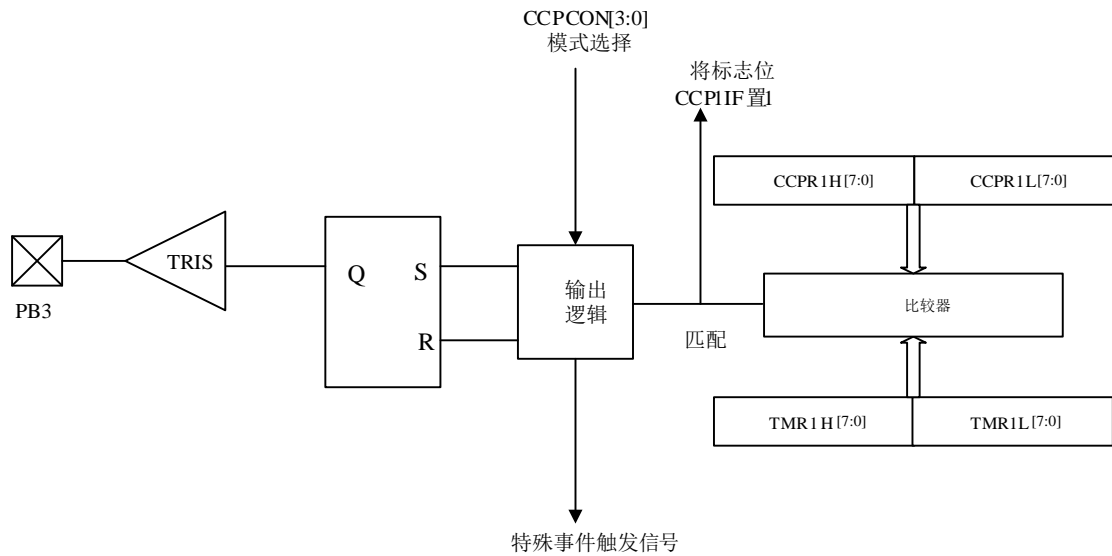 CCPCON[3:0]
模式选择
将标志位
CCP1IF置1
CCPR1H[7:0]
CCPR1L[7:0]
TRIS
Q
S
R
输出
逻辑
比较器
PB3
匹配
TMR1H[7:0]
TMR1L[7:0]
特殊事件触发信号